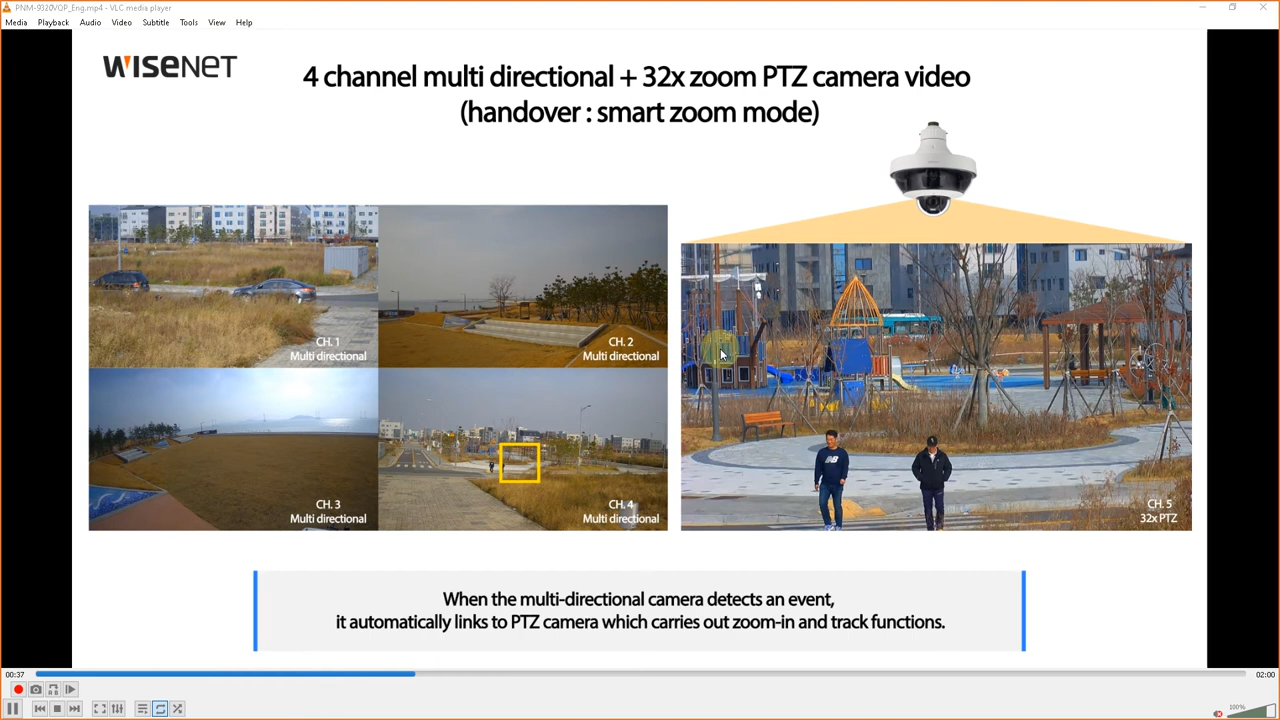 PNM-9320VQP_Eng.mp4 - VLC media player
Media Playback Audio Video Subtitle Tools View Help
WISENET
4 channel multi directional + 32x zoom PTZ camera video
(handover : smart zoom mode)
CH. 1
Multi directional
CH. 2
Multi directional
CH. 3
Multi directional
CH. 4
Multi directional
NB
CH. 5
32x PTZ
When the multi-directional camera detects an event,
it automatically links to PTZ camera which carries out zoom-in and track functions.
00:37
02:00
100%